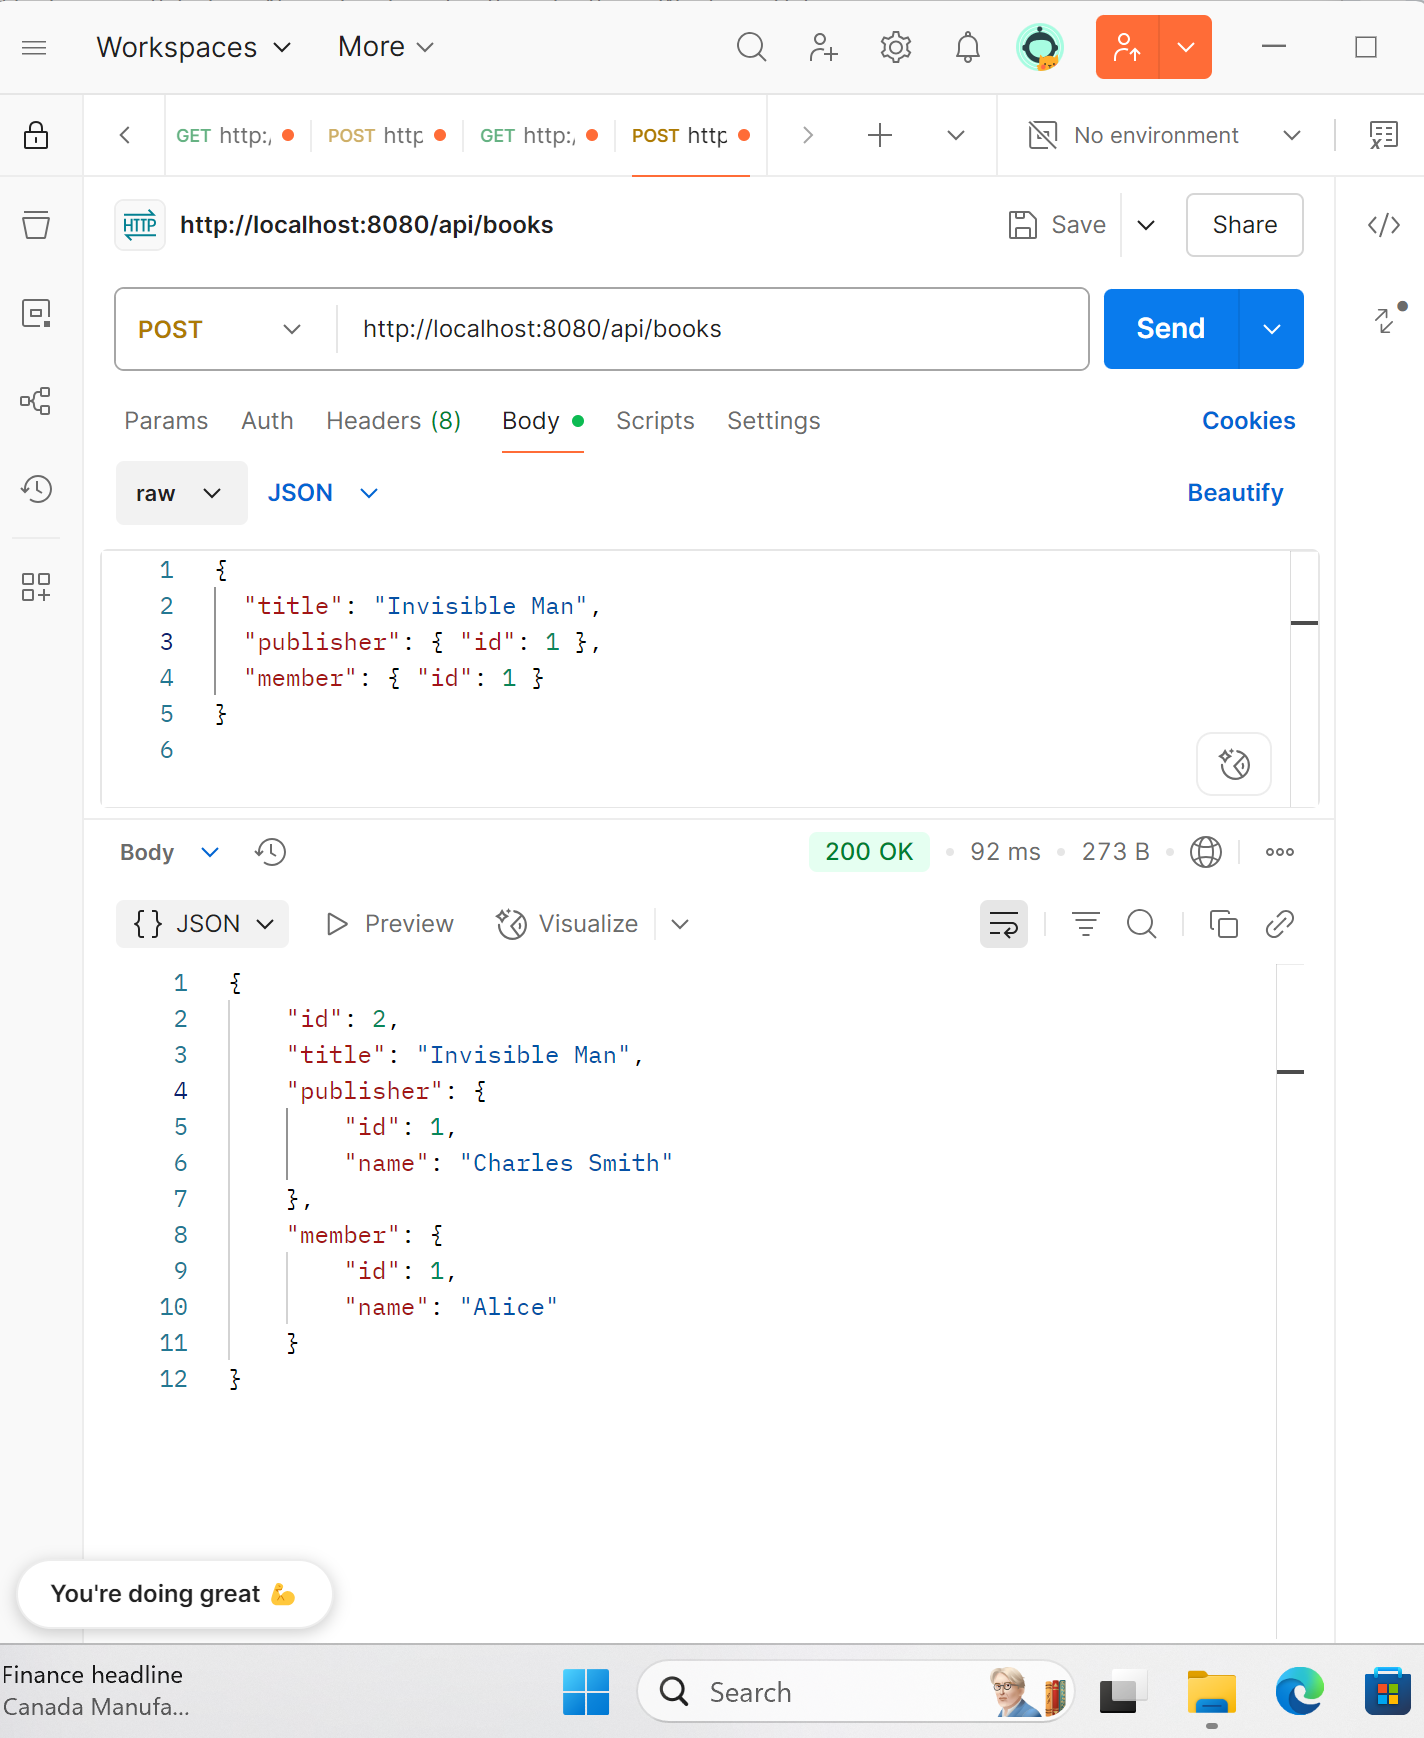 Workspaces More
GET http:/ POST http GET http:/ POST http No environment
HTTP http://localhost:8080/api/books Save Share
POST http://localhost:8080/api/books Send
Params Auth Headers (8) Body Scripts Settings Cookies
raw JSON Beautify
1 {
2 "title": "Invisible Man",
3 "publisher": { "id": 1 },
4 "member": { "id": 1 }
5 }
6
Body 200 OK 92 ms 273 B
{} JSON Preview Visualize
1 {
2 "id": 2,
3 "title": "Invisible Man",
4 "publisher": {
5 "id": 1,
6 "name": "Charles Smith"
7 },
8 "member": {
9 "id": 1,
10 "name": "Alice"
11 }
12 }
You're doing great 💪
Finance headline
Canada Manufa...
Search